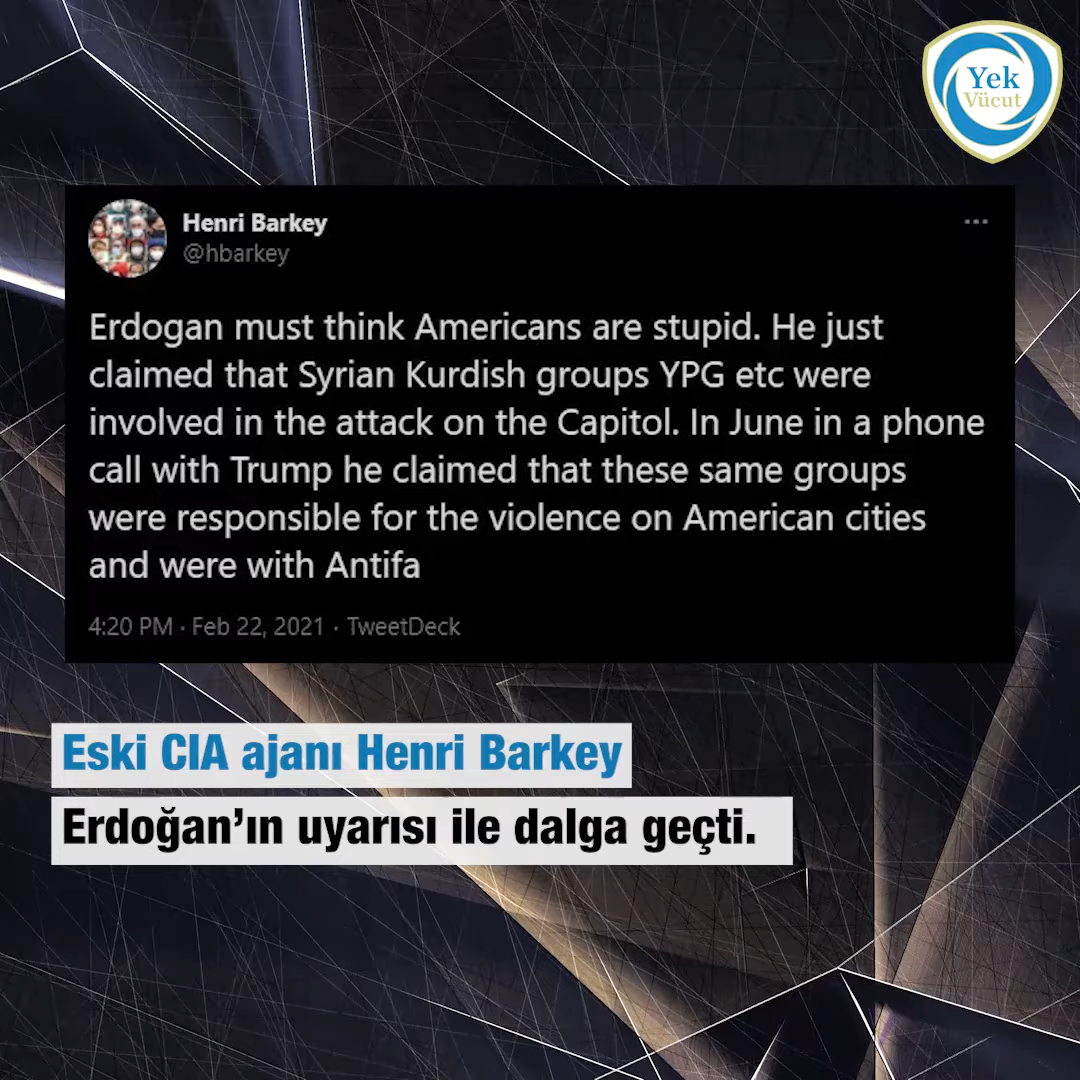 Yek
Vücut
Henri Barkey
@hbarkey
Erdogan must think Americans are stupid. He just
claimed that Syrian Kurdish groups YPG etc were
involved in the attack on the Capitol. In June in a phone
call with Trump he claimed that these same groups
were responsible for the violence on American cities
and were with Antifa
4:20 PM · Feb 22, 2021 · TweetDeck
Eski CIA ajanı Henri Barkey
Erdoğan’ın uyarısı ile dalga geçti.